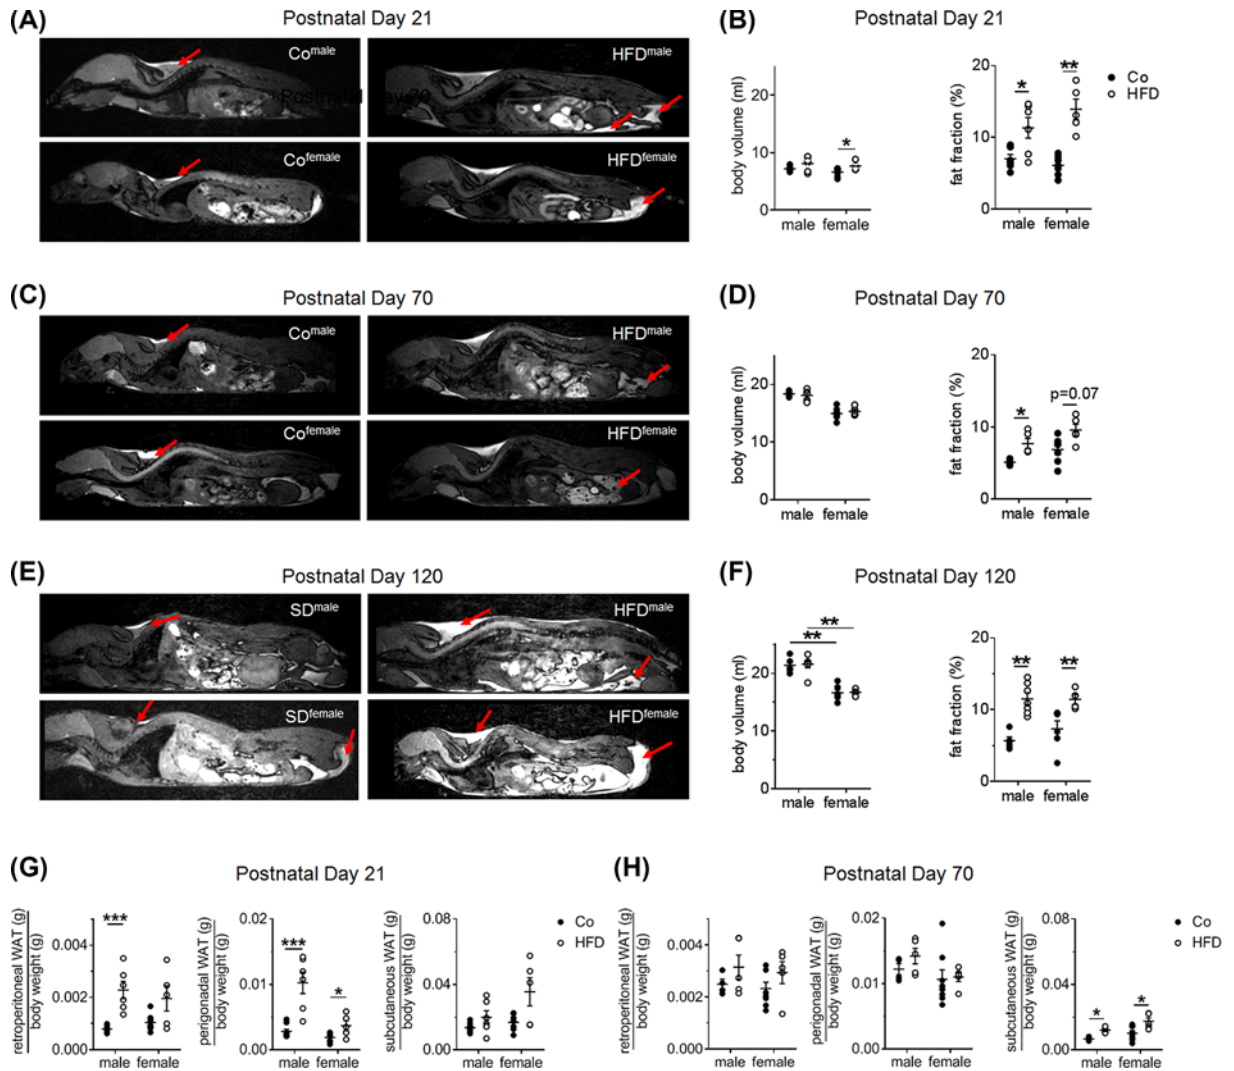 (A)
Postnatal Day 21
Co male
HFD male
Postnatal Day 70
Co female
HFD female
(B)
Postnatal Day 21
body volume (ml)
20
10
0
*
male female
fat fraction (%)
20
10
0
*
**
male female
Co
HFD
(C)
Postnatal Day 70
Co male
HFD male
Co female
HFD female
(D)
Postnatal Day 70
body volume (ml)
20
10
0
male female
fat fraction (%)
20
10
0
*
p=0.07
male female
(E)
Postnatal Day 120
SD male
HFD male
SD female
HFD female
(F)
Postnatal Day 120
body volume (ml)
20
10
0
**
**
male female
fat fraction (%)
20
10
0
**
**
male female
(G)
Postnatal Day 21
retroperitoneal WAT (g)
body weight (g)
0.004
0.002
0.000
***
male female
perigonadal WAT (g)
body weight (g)
0.02
0.01
0.00
***
*
male female
subcutaneous WAT (g)
body weight (g)
0.08
0.04
0.00
male female
Co
HFD
(H)
Postnatal Day 70
retroperitoneal WAT (g)
body weight (g)
0.004
0.002
0.000
male female
perigonadal WAT (g)
body weight (g)
0.02
0.01
0.00
male female
subcutaneous WAT (g)
body weight (g)
0.08
0.04
0.00
*
*
male female
Co
HFD